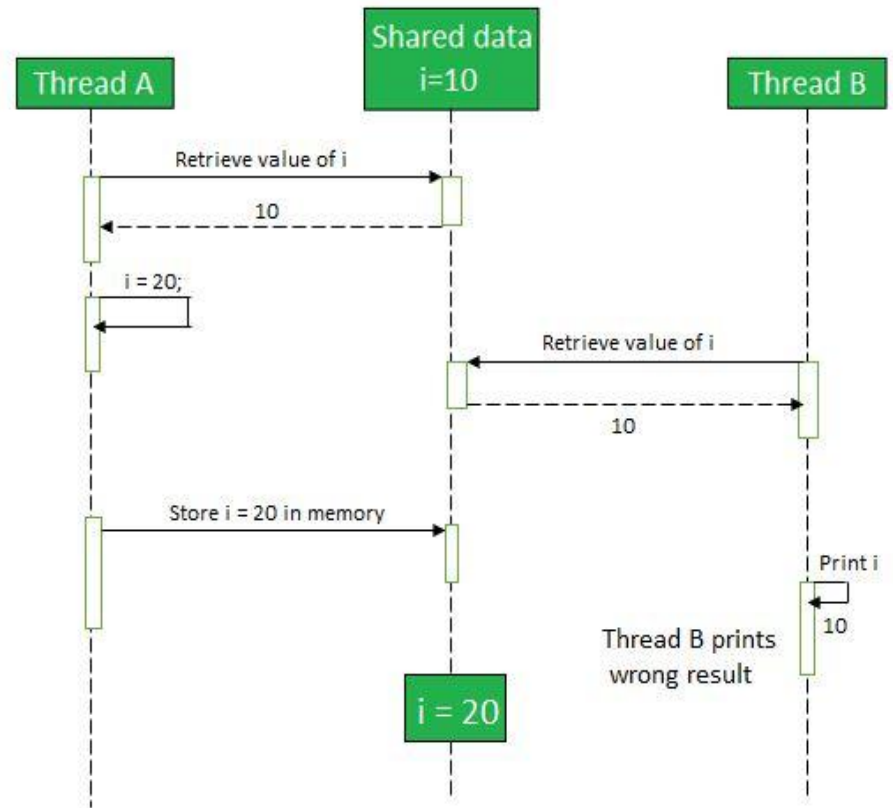 Shared data
i=10
Thread A
Thread B
Retrieve value of i
10
i = 20;
Retrieve value of i
10
Store i = 20 in memory
Print i
10
Thread B prints
wrong result
i = 20